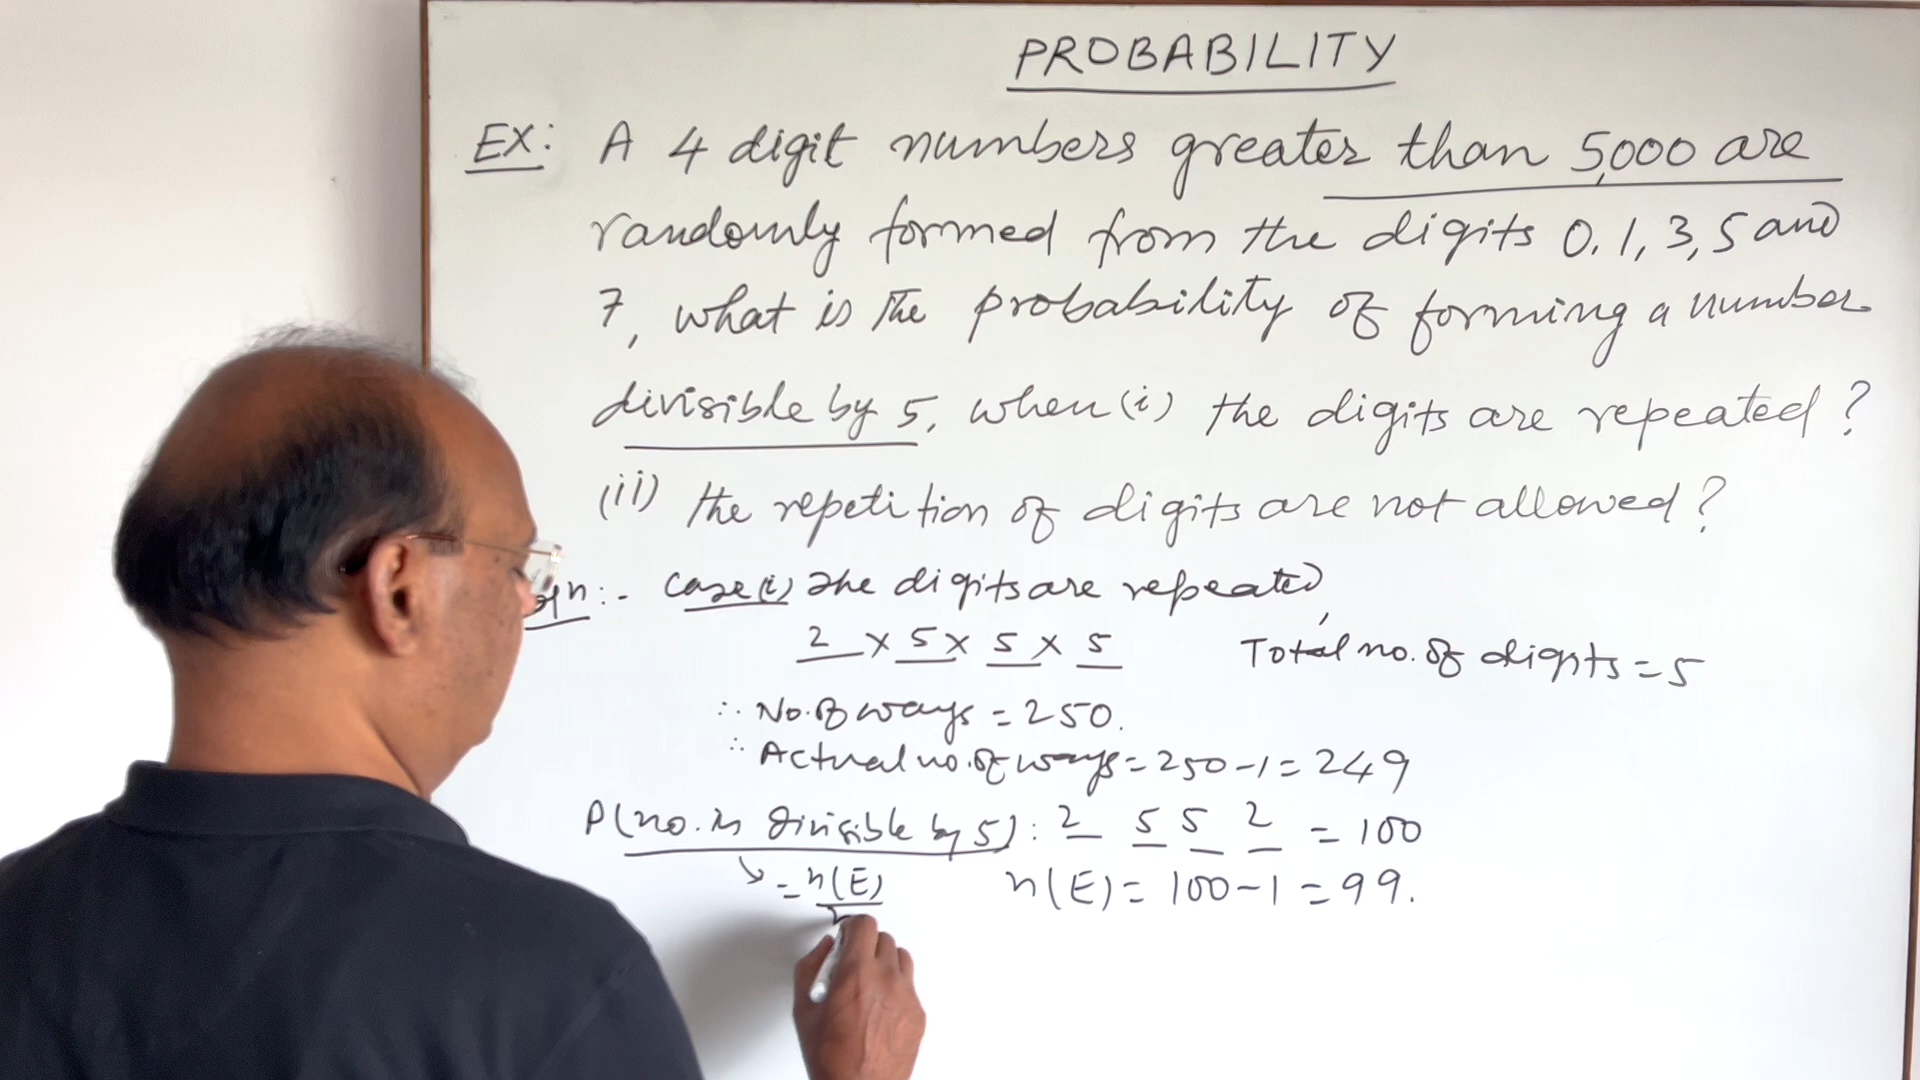 PROBABILITY
EX: A 4 digit numbers greater than 5,000 are
randomly formed from the digits 0, 1, 3, 5 and
7, what is the probability of forming a number
divisible by 5, when (i) the digits are repeated?
(ii) the repetition of digits are not allowed?
n:- Case(i) The digits are repeated,
2 × 5 × 5 × 5 Total no. of digits = 5
∴ No. of ways = 250.
∴ Actual no. of ways = 250 - 1 = 249
P(no. is divisible by 5): 2 5 5 2 = 100
= n(E) n(E) = 100 - 1 = 99.